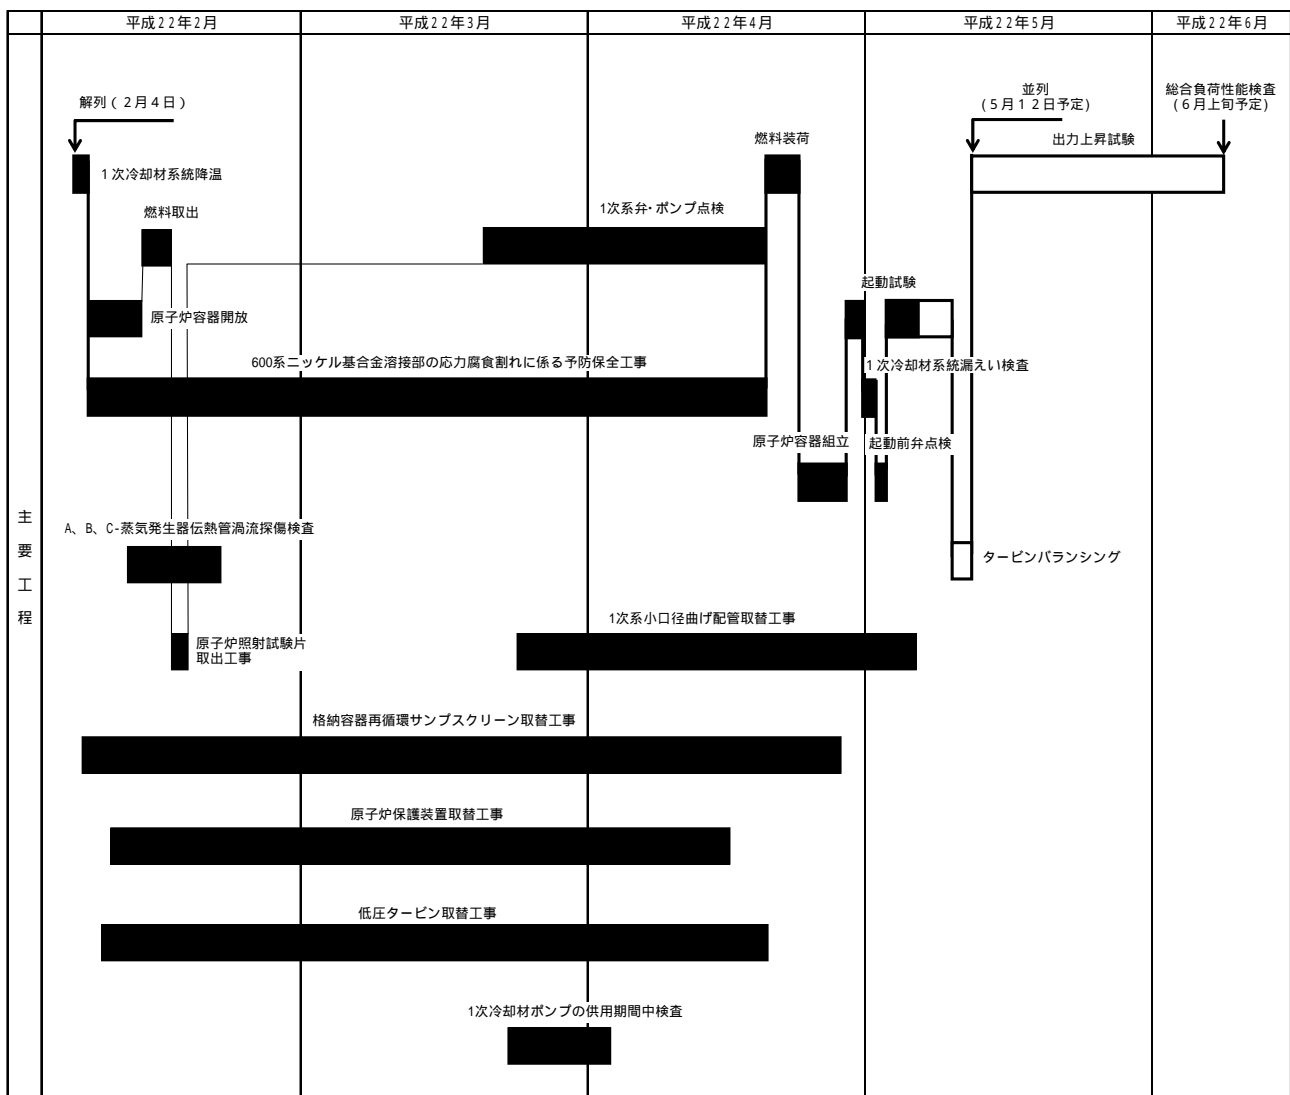 平成22年2月
平成22年3月
平成22年4月
平成22年5月
平成22年6月
解列(2月4日)
並列
(5月12日予定)
総合負荷性能検査
(6月上旬予定)
燃料装荷
出力上昇試験
1次冷却材系統降温
燃料取出
1次系弁・ポンプ点検
起動試験
原子炉容器開放
600系ニッケル基合金溶接部の応力腐食割れに係る予防保全工事
1次冷却材系統漏えい検査
原子炉容器組立
起動前弁点検
主要工程
A、B、C-蒸気発生器伝熱管渦流探傷検査
タービンバランシング
1次系小口径曲げ配管取替工事
原子炉照射試験片
取出工事
格納容器再循環サンプスクリーン取替工事
原子炉保護装置取替工事
低圧タービン取替工事
1次冷却材ポンプの供用期間中検査